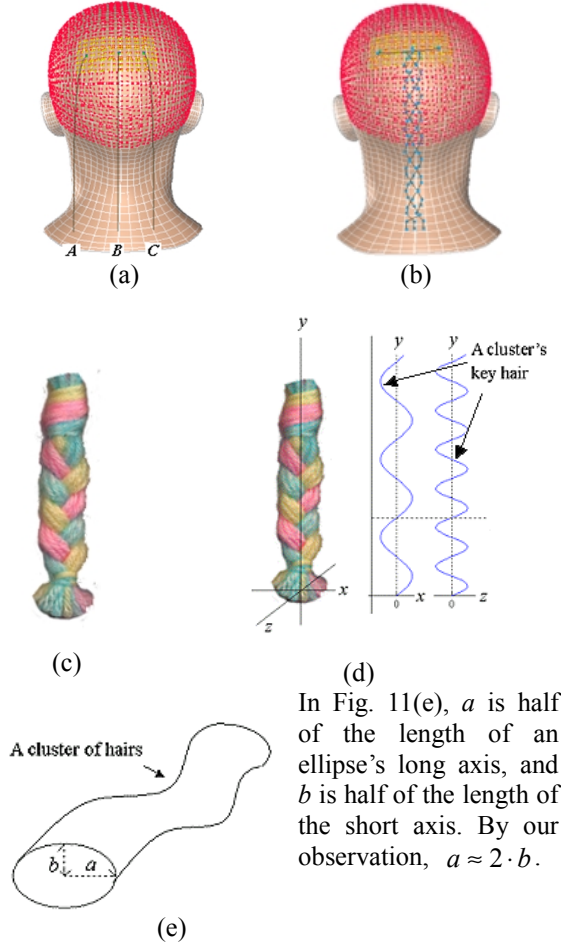 A B C
(a)
(b)
y
y
y
A cluster's
key hair
x
z
0
x
0
z
(c)
(d)
A cluster of hairs
b
a
(e)
In Fig. 11(e), a is half
of the length of an
ellipse's long axis, and
b is half of the length of
the short axis. By our
observation, a ≈ 2 · b.